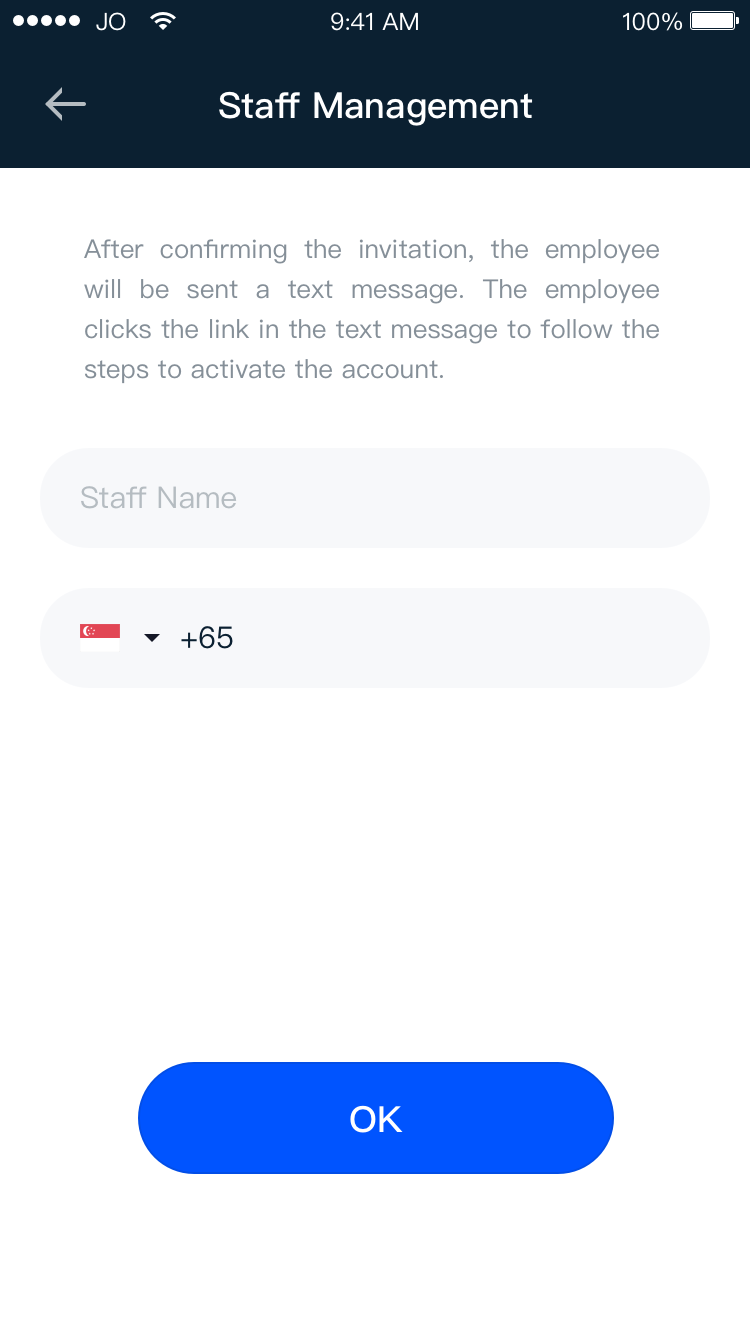 JO 9:41 AM 100%
Staff Management
After confirming the invitation, the employee
will be sent a text message. The employee
clicks the link in the text message to follow the
steps to activate the account.
Staff Name
+65
OK